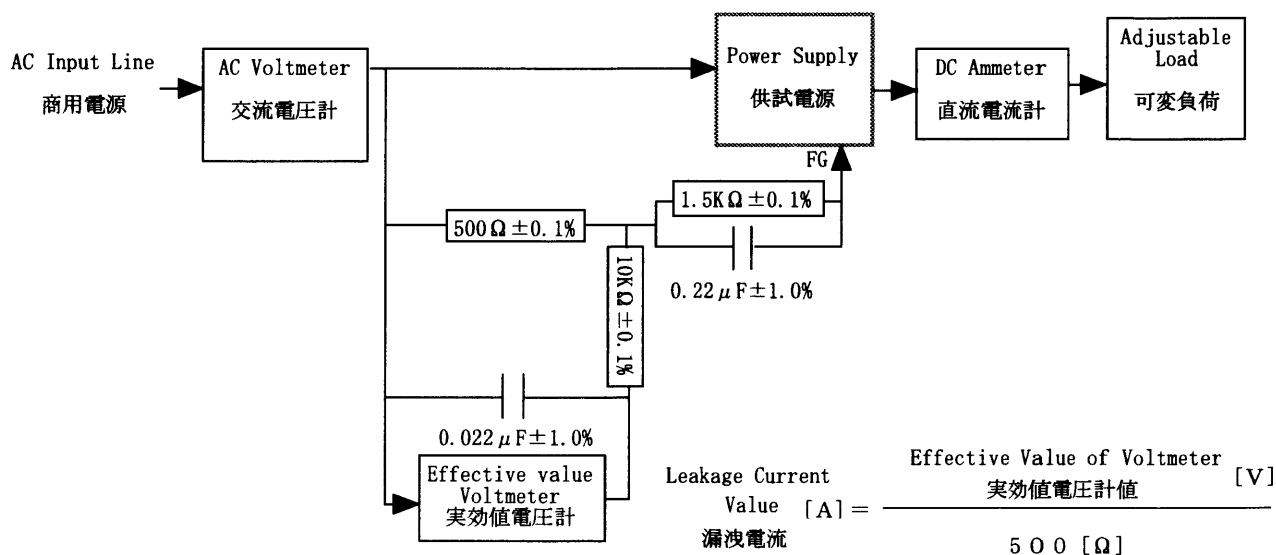 AC Input Line
商用電源
AC Voltmeter
交流電圧計
Power Supply
供試電源
DC Ammeter
直流電流計
Adjustable
Load
可変負荷
FG
500Ω±0.1%
1.5KΩ±0.1%
0.22μF±1.0%
10KΩ±0.1%
0.022μF±1.0%
Effective value
Voltmeter
実効値電圧計
Leakage Current
Value [A]=
漏洩電流
Effective Value of Voltmeter [V]
実効値電圧計値
500[Ω]